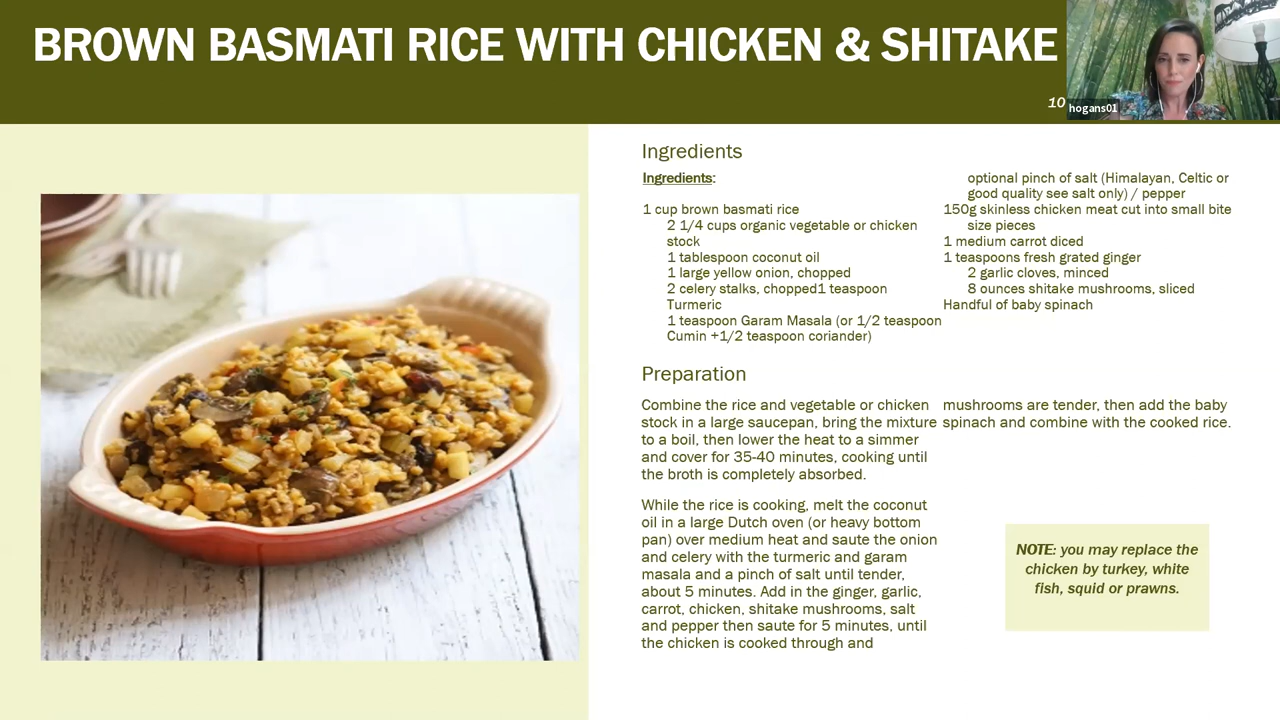 BROWN BASMATI RICE WITH CHICKEN & SHITAKE
10
hogans01
Ingredients
Ingredients:
1 cup brown basmati rice
2 1/4 cups organic vegetable or chicken
stock
1 tablespoon coconut oil
1 large yellow onion, chopped
2 celery stalks, chopped1 teaspoon
Turmeric
1 teaspoon Garam Masala (or 1/2 teaspoon
Cumin +1/2 teaspoon coriander)
optional pinch of salt (Himalayan, Celtic or
good quality see salt only) / pepper
150g skinless chicken meat cut into small bite
size pieces
1 medium carrot diced
1 teaspoons fresh grated ginger
2 garlic cloves, minced
8 ounces shitake mushrooms, sliced
Handful of baby spinach
Preparation
Combine the rice and vegetable or chicken
stock in a large saucepan, bring the mixture
to a boil, then lower the heat to a simmer
and cover for 35-40 minutes, cooking until
the broth is completely absorbed.
While the rice is cooking, melt the coconut
oil in a large Dutch oven (or heavy bottom
pan) over medium heat and saute the onion
and celery with the turmeric and garam
masala and a pinch of salt until tender,
about 5 minutes. Add in the ginger, garlic,
carrot, chicken, shitake mushrooms, salt
and pepper then saute for 5 minutes, until
the chicken is cooked through and
mushrooms are tender, then add the baby
spinach and combine with the cooked rice.
NOTE: you may replace the
chicken by turkey, white
fish, squid or prawns.